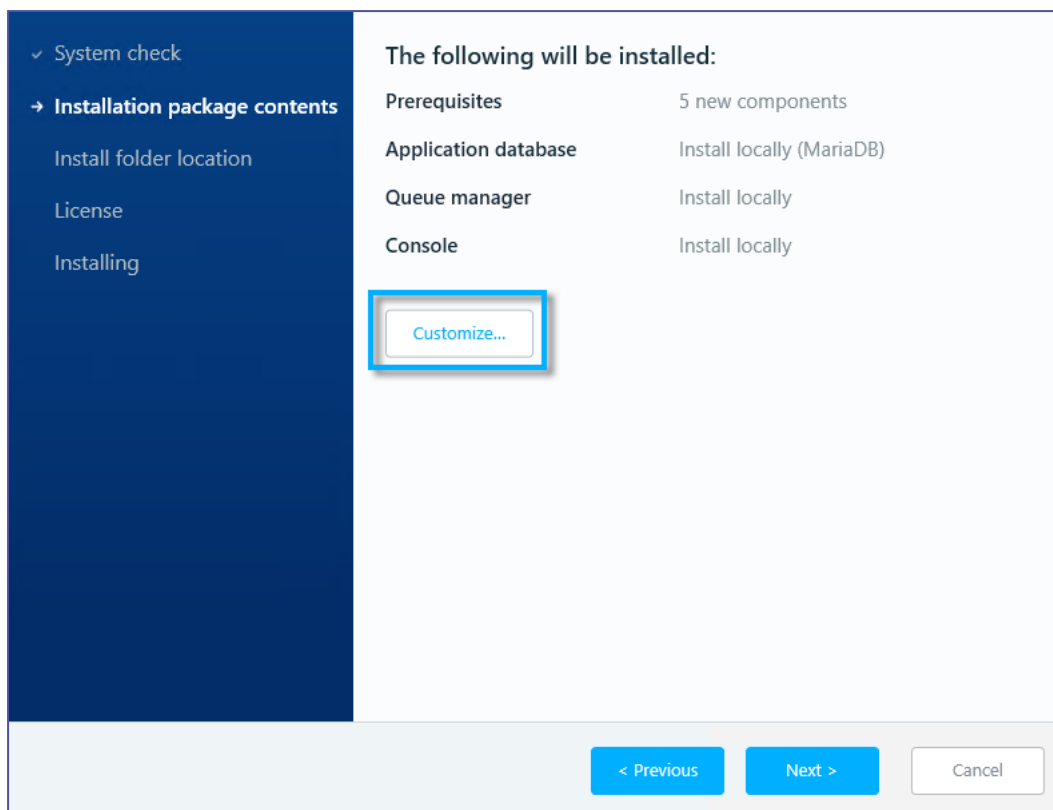 System check
Installation package contents
Install folder location
License
Installing
The following will be installed:
Prerequisites 5 new components
Application database Install locally (MariaDB)
Queue manager Install locally
Console Install locally
Customize...
< Previous Next > Cancel